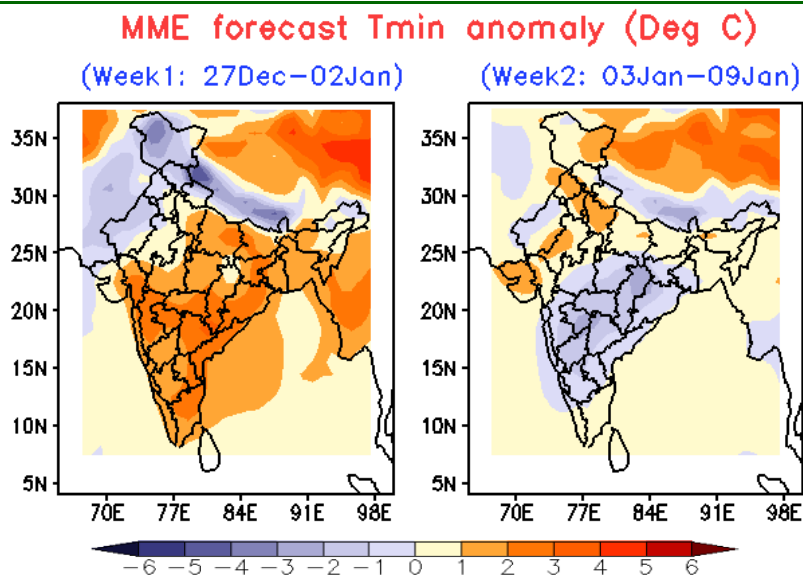 MME forecast Tmin anomaly (Deg C)
(Week1: 27Dec−02Jan) (Week2: 03Jan−09Jan)
35N 35N
30N 30N
25N 25N
20N 20N
15N 15N
10N 10N
5N 5N
70E 77E 84E 91E 98E 70E 77E 84E 91E 98E
−6 −5 −4 −3 −2 −1 0 1 2 3 4 5 6